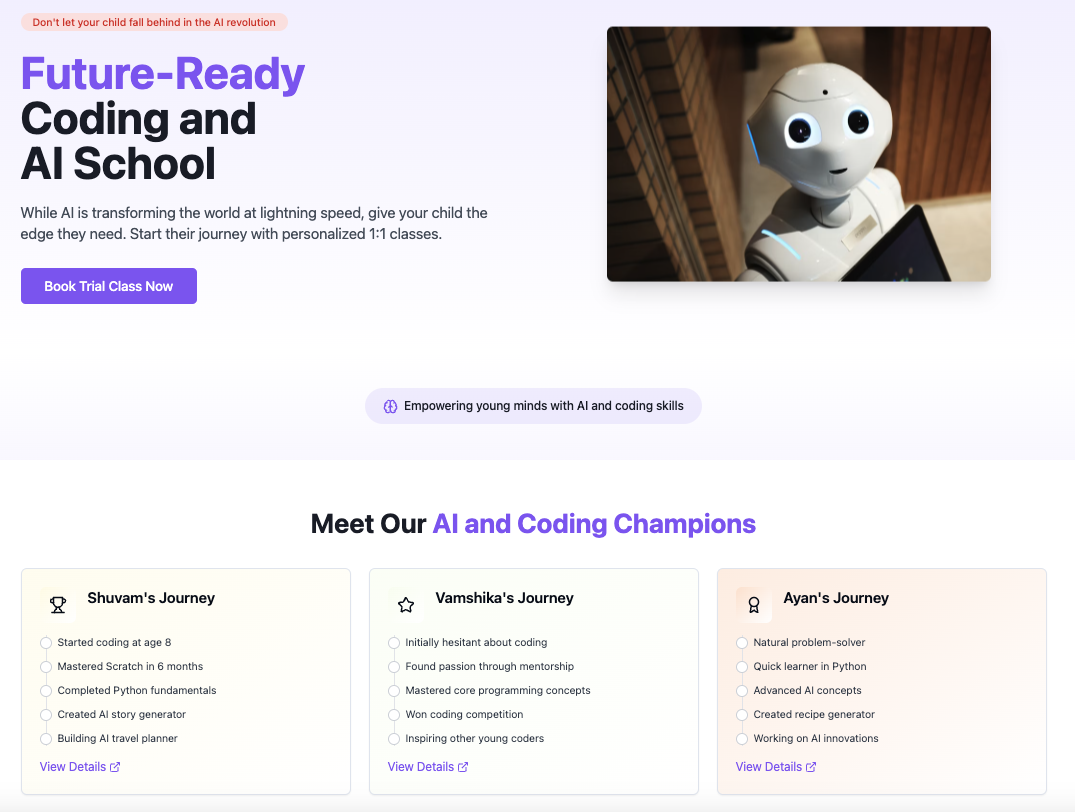 Don't let your child fall behind in the AI revolution
Future-Ready
Coding and
AI School
While AI is transforming the world at lightning speed, give your child the
edge they need. Start their journey with personalized 1:1 classes.
Book Trial Class Now
Empowering young minds with AI and coding skills
Meet Our AI and Coding Champions
Shuvam's Journey
Started coding at age 8
Mastered Scratch in 6 months
Completed Python fundamentals
Created AI story generator
Building AI travel planner
View Details
Vamshika's Journey
Initially hesitant about coding
Found passion through mentorship
Mastered core programming concepts
Won coding competition
Inspiring other young coders
View Details
Ayan's Journey
Natural problem-solver
Quick learner in Python
Advanced AI concepts
Created recipe generator
Working on AI innovations
View Details